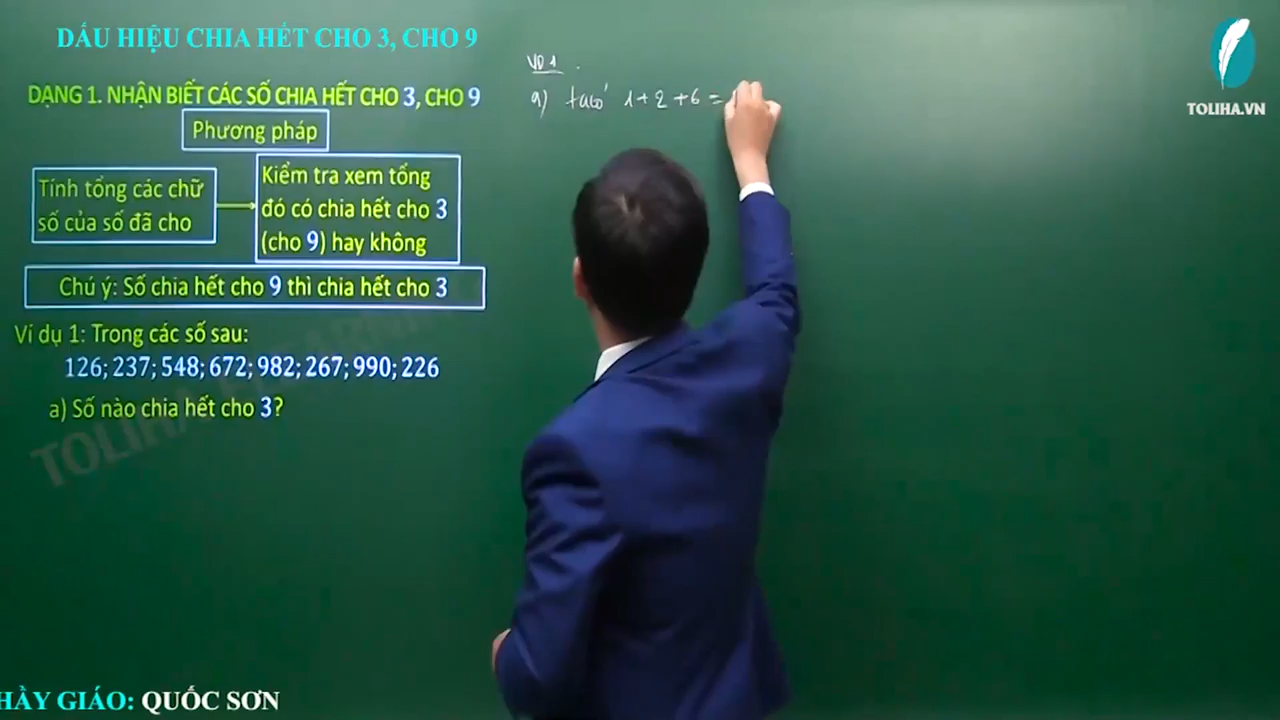 DẤU HIỆU CHIA HẾT CHO 3, CHO 9
DẠNG 1. NHẬN BIẾT CÁC SỐ CHIA HẾT CHO 3, CHO 9
Phương pháp
Tính tổng các chữ
số của số đã cho
Kiểm tra xem tổng
đó có chia hết cho 3
(cho 9) hay không
Chú ý: Số chia hết cho 9 thì chia hết cho 3
Ví dụ 1: Trong các số sau:
126; 237; 548; 672; 982; 267; 990; 226
a) Số nào chia hết cho 3?
VD1
a) ta có 1+2+6=
TOLIHA.VN
TOLIHA
HẦY GIÁO: QUỐC SƠN